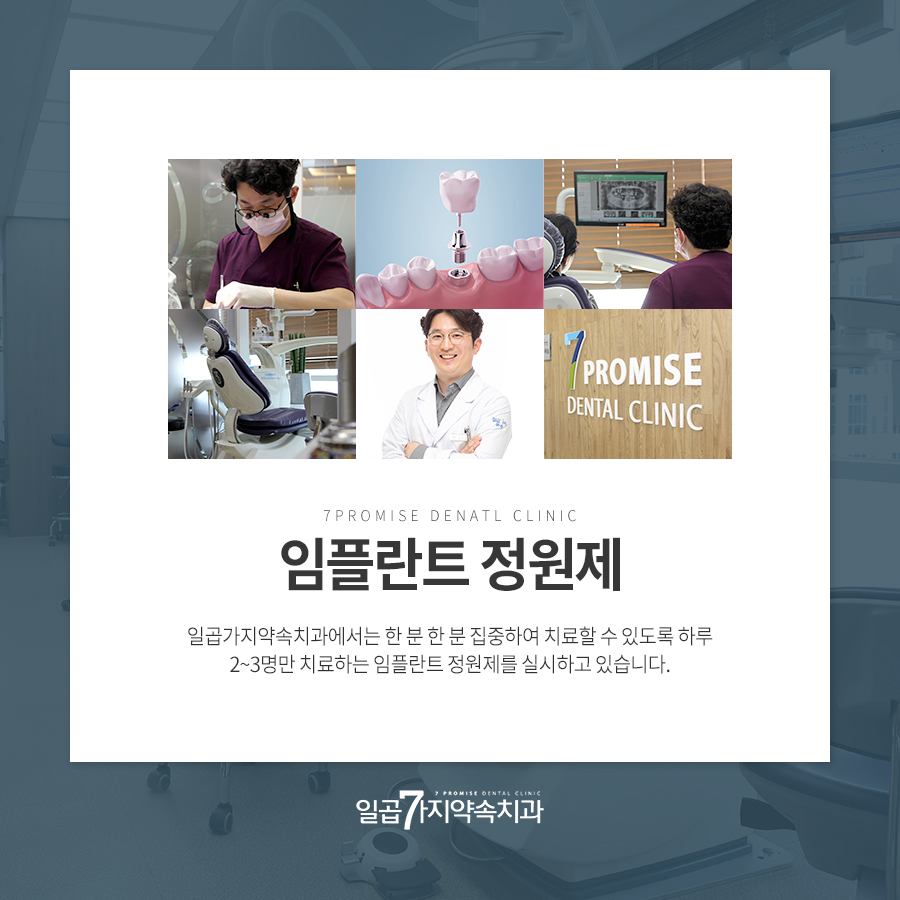 7 PROMISE
DENTAL CLINIC
7PROMISE DENATL CLINIC
임플란트 정원제
일곱가지약속치과에서는 한 분 한 분 집중하여 치료할 수 있도록 하루
2~3명만 치료하는 임플란트 정원제를 실시하고 있습니다.
7 PROMISE DENTAL CLINIC
일곱7가지약속치과